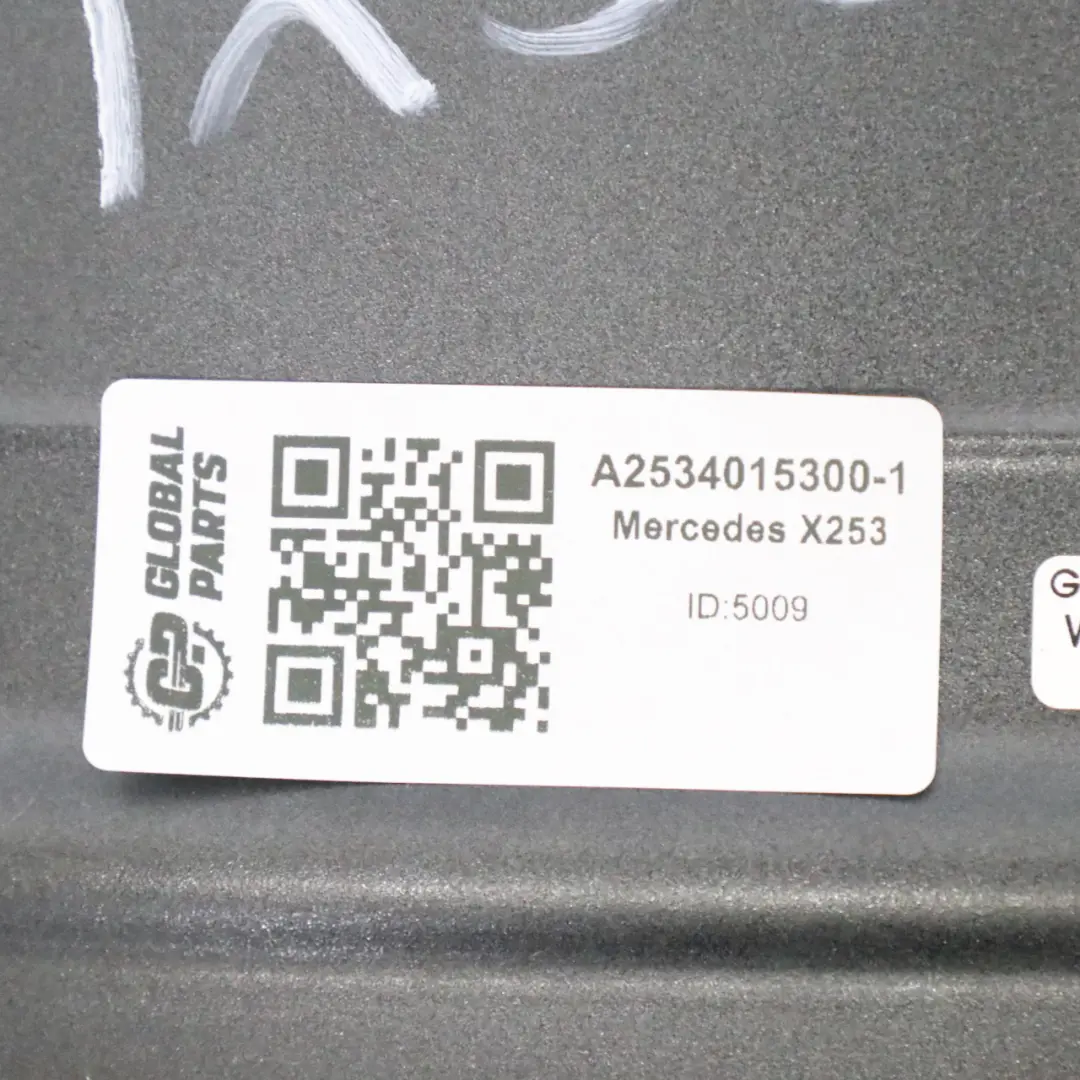 GLOBAL
PARTS
A2534015300-1
Mercedes X253
ID:5009
G